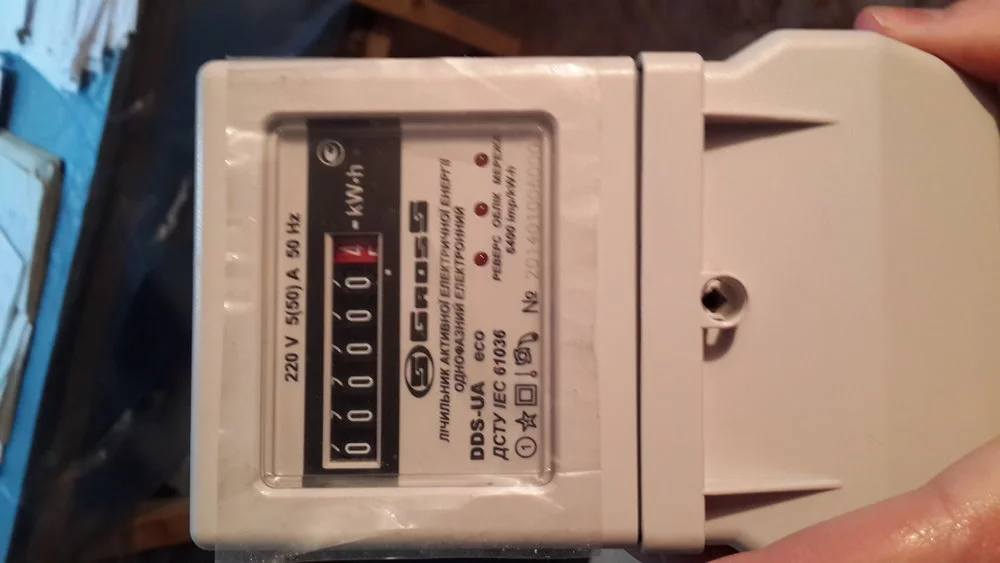 220 V 5(50) A 50 Hz
000000 kW·h
GROSS
ЛІЧИЛЬНИК АКТИВНОЇ ЕЛЕКТРИЧНОЇ ЕНЕРГІЇ
ОДНОФАЗНИЙ ЕЛЕКТРОННИЙ
DDS-UA eco
РЕВЕРС ОБЛІК МЕРЕЖА
ДСТУ IEC 61036
6400 imp/kW·h
№